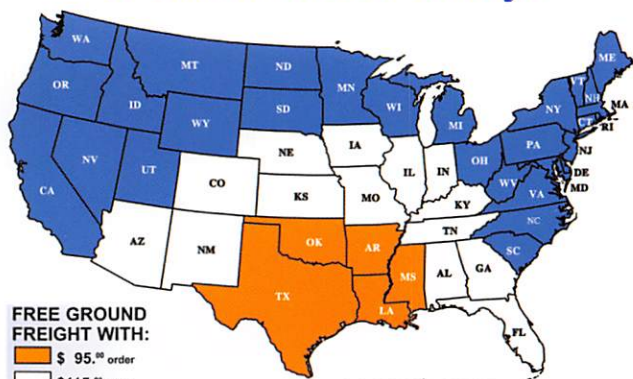 WA
MT
ND
MN
ME
VT
NH
OR
ID
SD
WI
NY
MA
WY
MI
CT
RI
NE
IA
PA
NJ
NV
OH
UT
IL
IN
DE
CO
WV
MD
CA
VA
KS
MO
KY
NC
TN
AZ
OK
AR
NM
SC
MS
AL
GA
TX
LA
FL
FREE GROUND
FREIGHT WITH:
$ 95.00 order